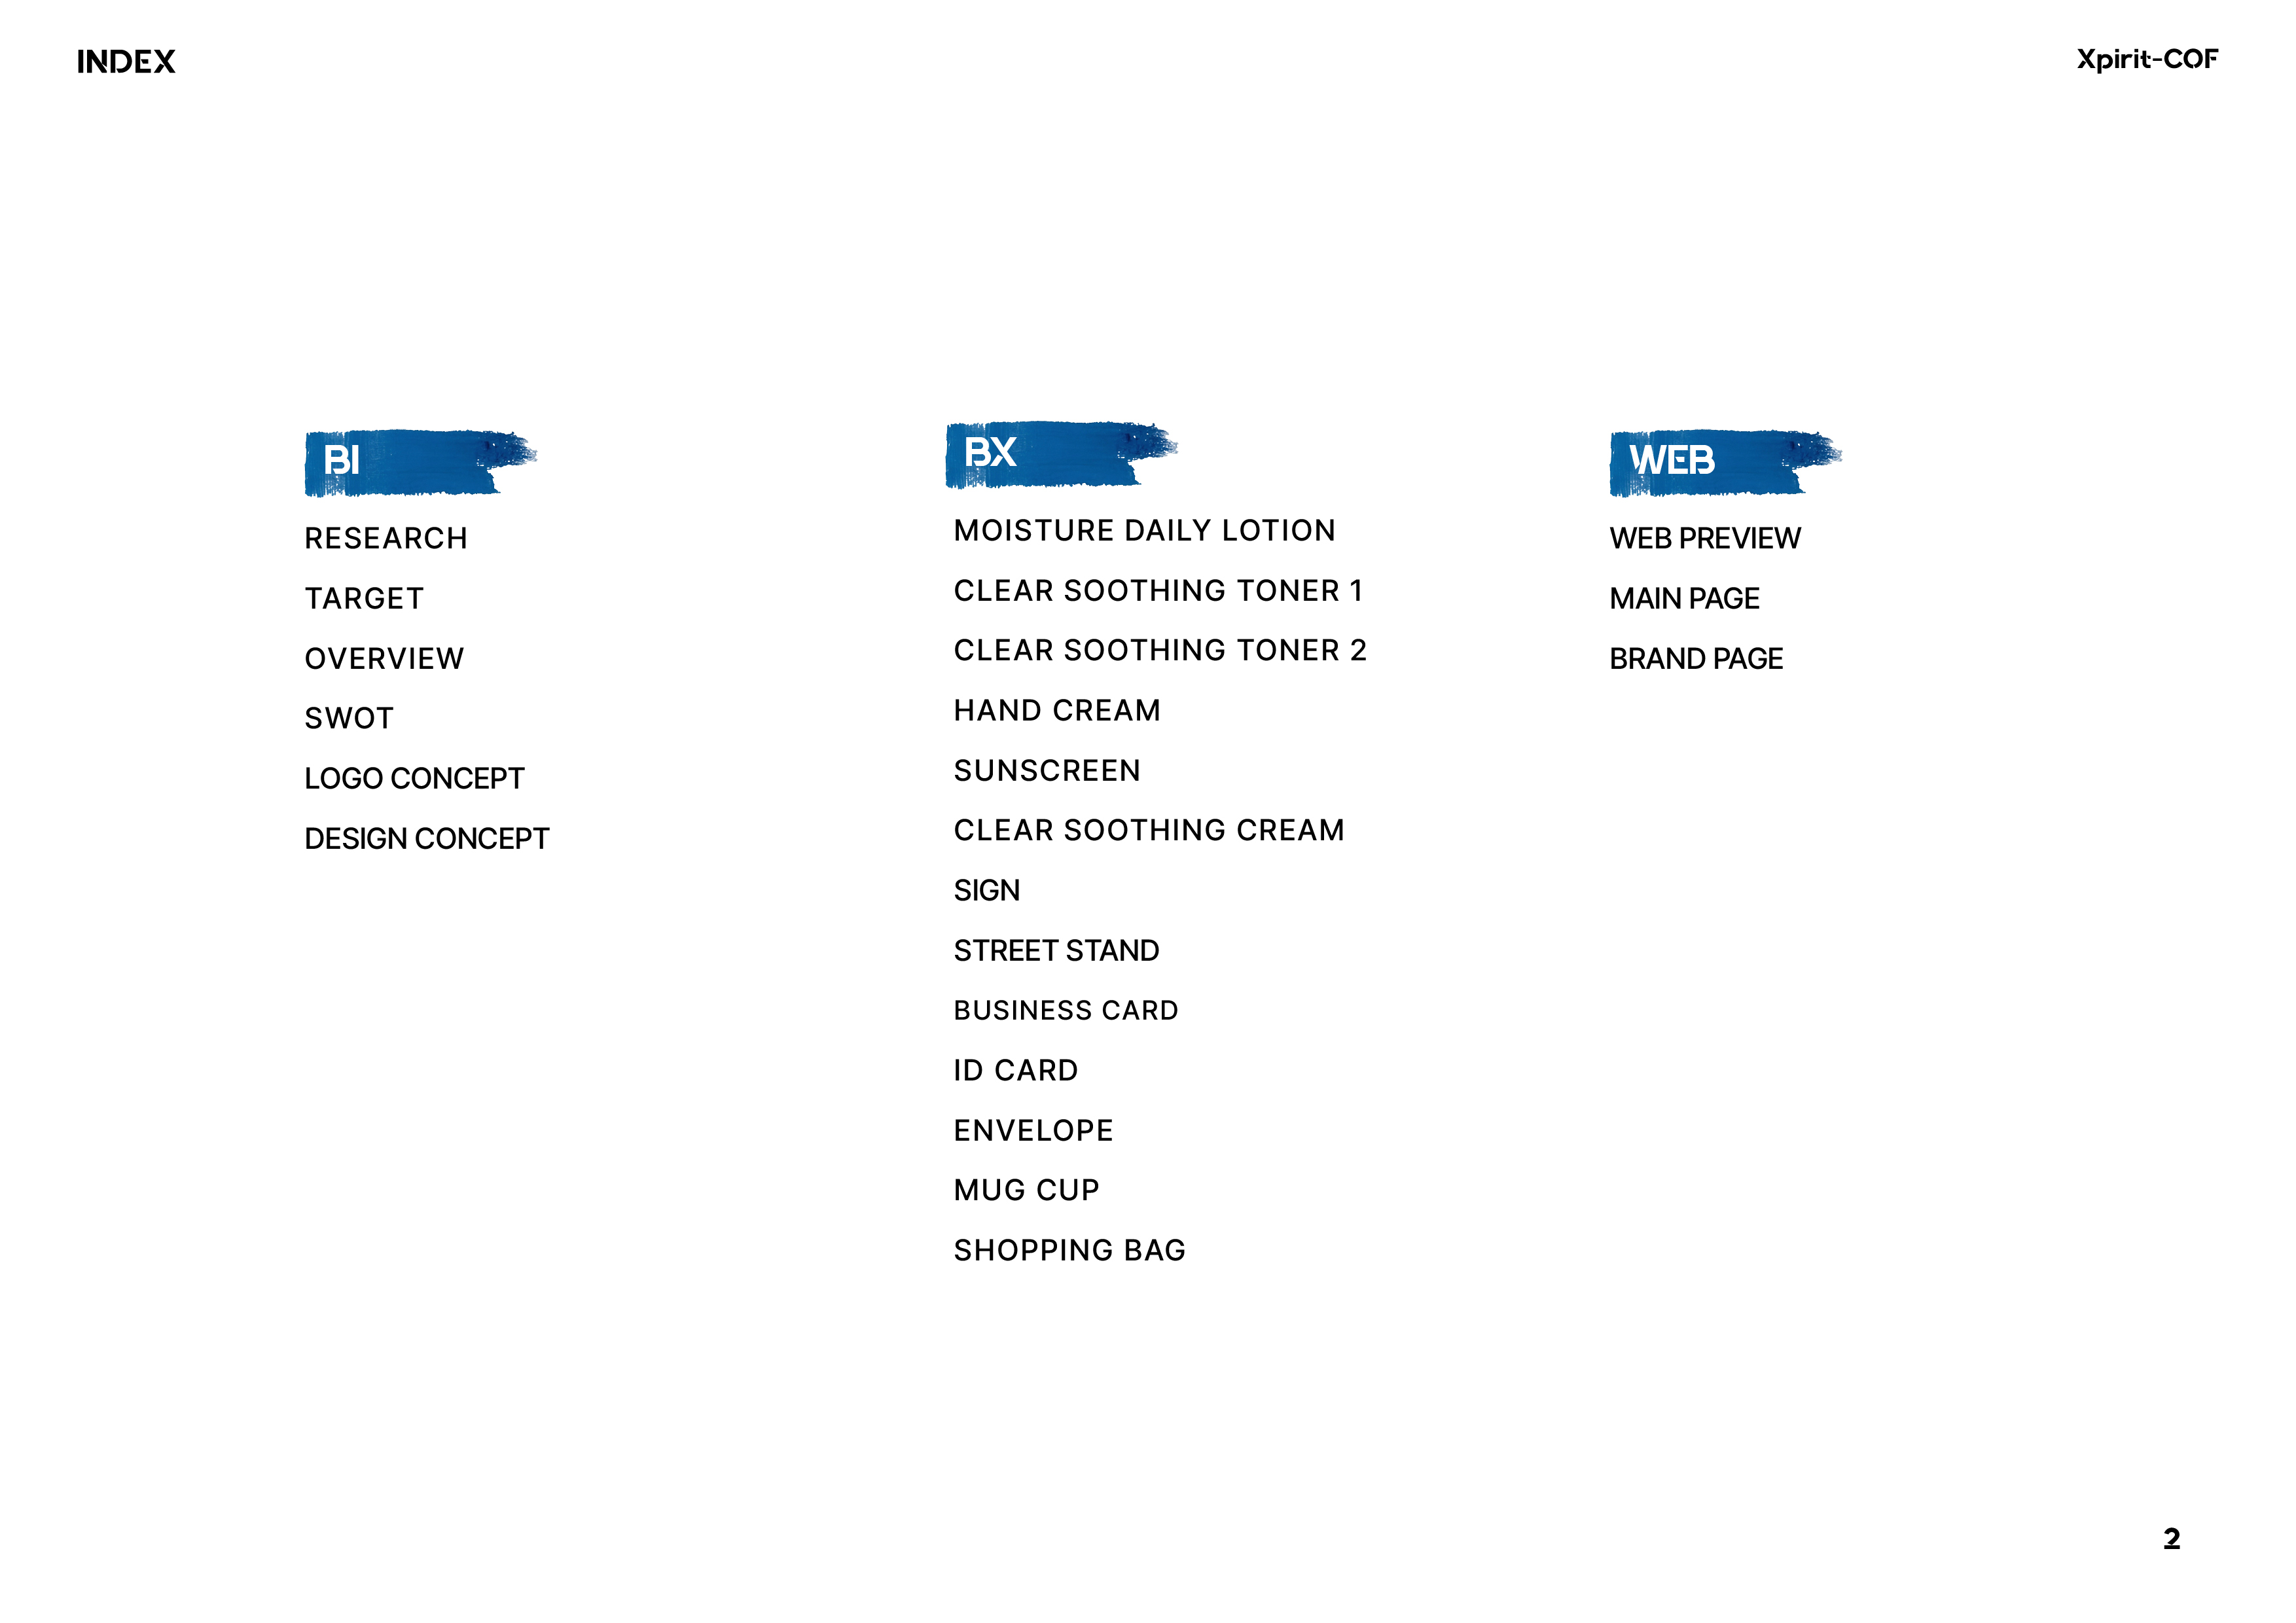 INDEX
Xpirit-COF
BI
RESEARCH
TARGET
OVERVIEW
SWOT
LOGO CONCEPT
DESIGN CONCEPT
BX
MOISTURE DAILY LOTION
CLEAR SOOTHING TONER 1
CLEAR SOOTHING TONER 2
HAND CREAM
SUNSCREEN
CLEAR SOOTHING CREAM
SIGN
STREET STAND
BUSINESS CARD
ID CARD
ENVELOPE
MUG CUP
SHOPPING BAG
WEB
WEB PREVIEW
MAIN PAGE
BRAND PAGE
2